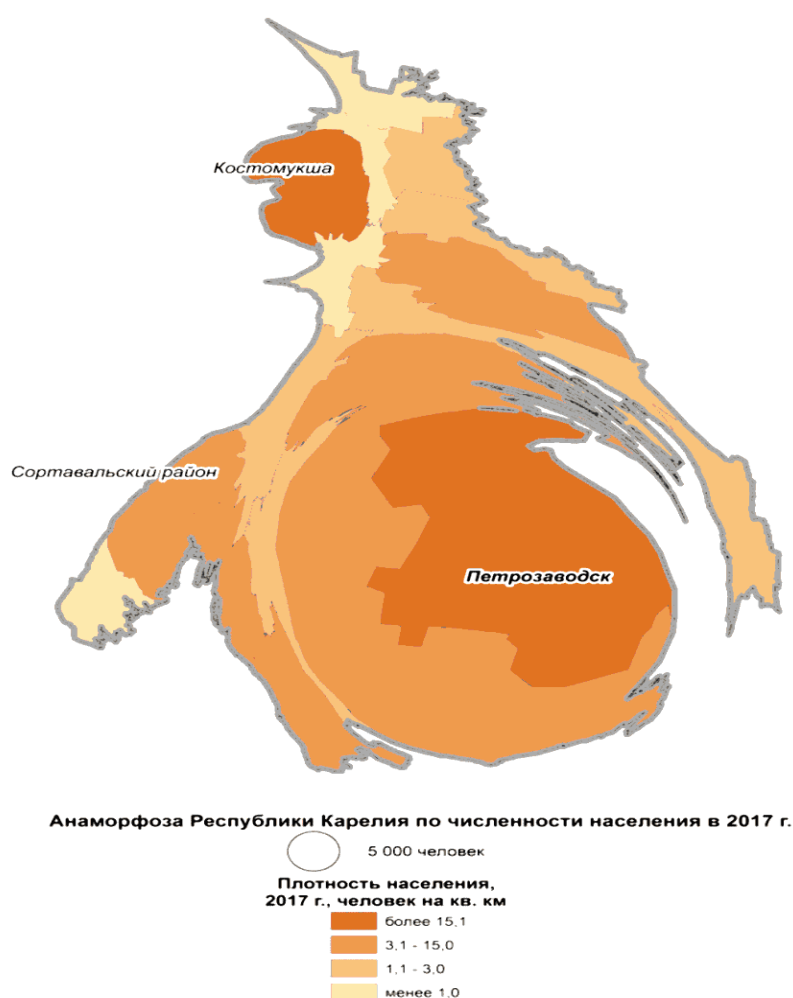 Костомукша
Сортавальский район
Петрозаводск
Анаморфоза Республики Карелия по численности населения в 2017 г.
5 000 человек
Плотность населения,
2017 г., человек на кв. км
более 15,1
3,1 - 15,0
1,1 - 3,0
менее 1,0